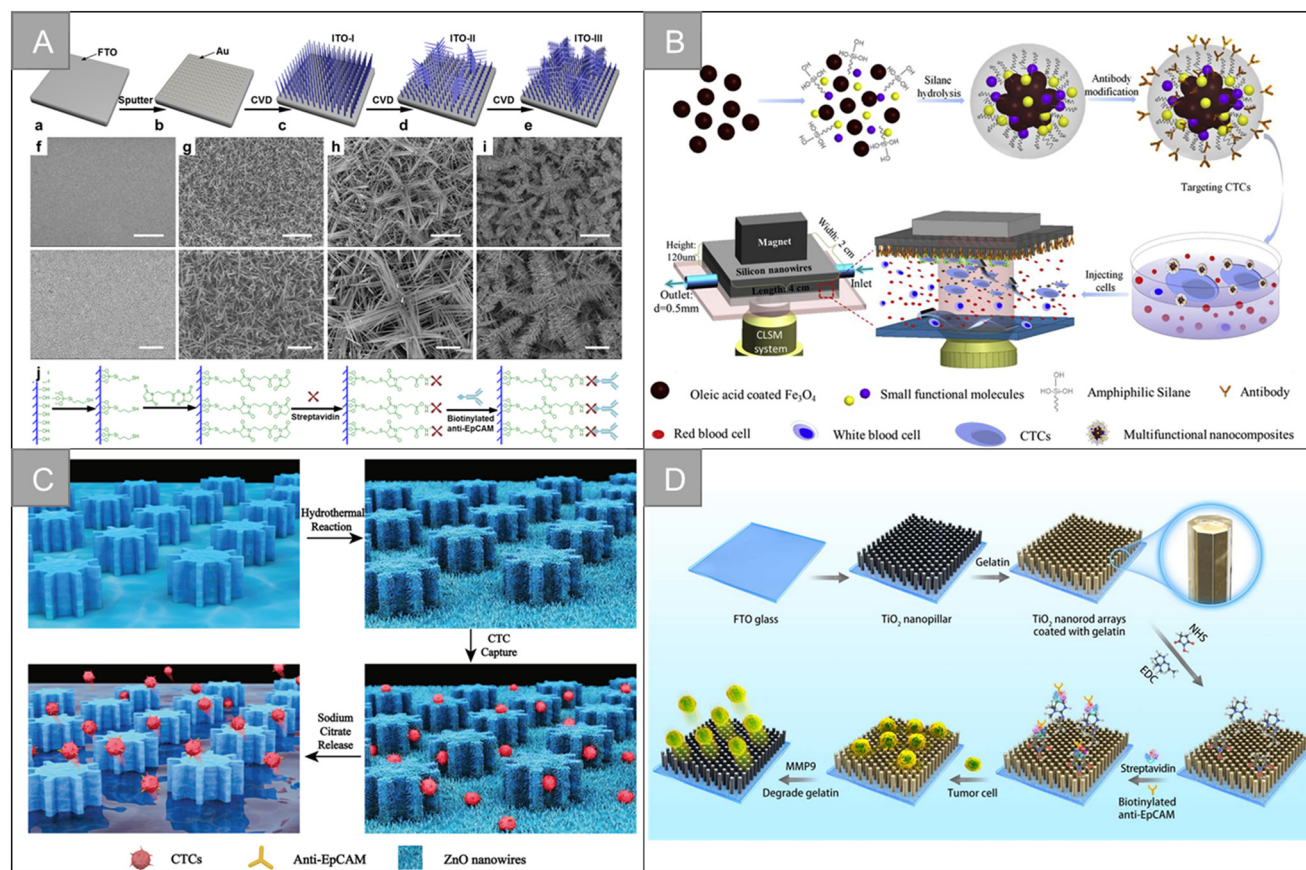 A
FTO
Au
ITO-I
ITO-II
ITO-III
Sputter
CVD
CVD
CVD
a
b
c
d
e
f
g
h
i
j
Streptavidin
Biotinylated
anti-EpCAM
B
Silane
hydrolysis
Antibody
modification
Targeting CTCs
Magnet
Height:
120um
Width: 2 cm
Silicon nanowires
Length: 4 cm
Inlet
Outlet:
d=0.5mm
CLSM
system
Injecting
cells
Oleic acid coated Fe3O4
Small functional molecules
Amphiphilic Silane
Antibody
Red blood cell
White blood cell
CTCs
Multifunctional nanocomposites
C
Hydrothermal
Reaction
CTC
Capture
Sodium
Citrate
Release
CTCs
Anti-EpCAM
ZnO nanowires
D
Gelatin
FTO glass
TiO2 nanopillar
TiO2 nanorod arrays
coated with gelatin
NHS
EDC
MMP9
Degrade gelatin
Tumor cell
Streptavidin
Biotinylated
anti-EpCAM